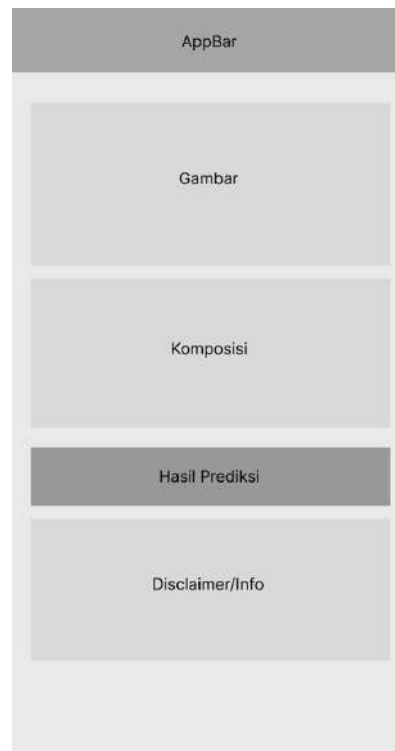 AppBar
Gambar
Komposisi
Hasil Prediksi
Disclaimer/Info